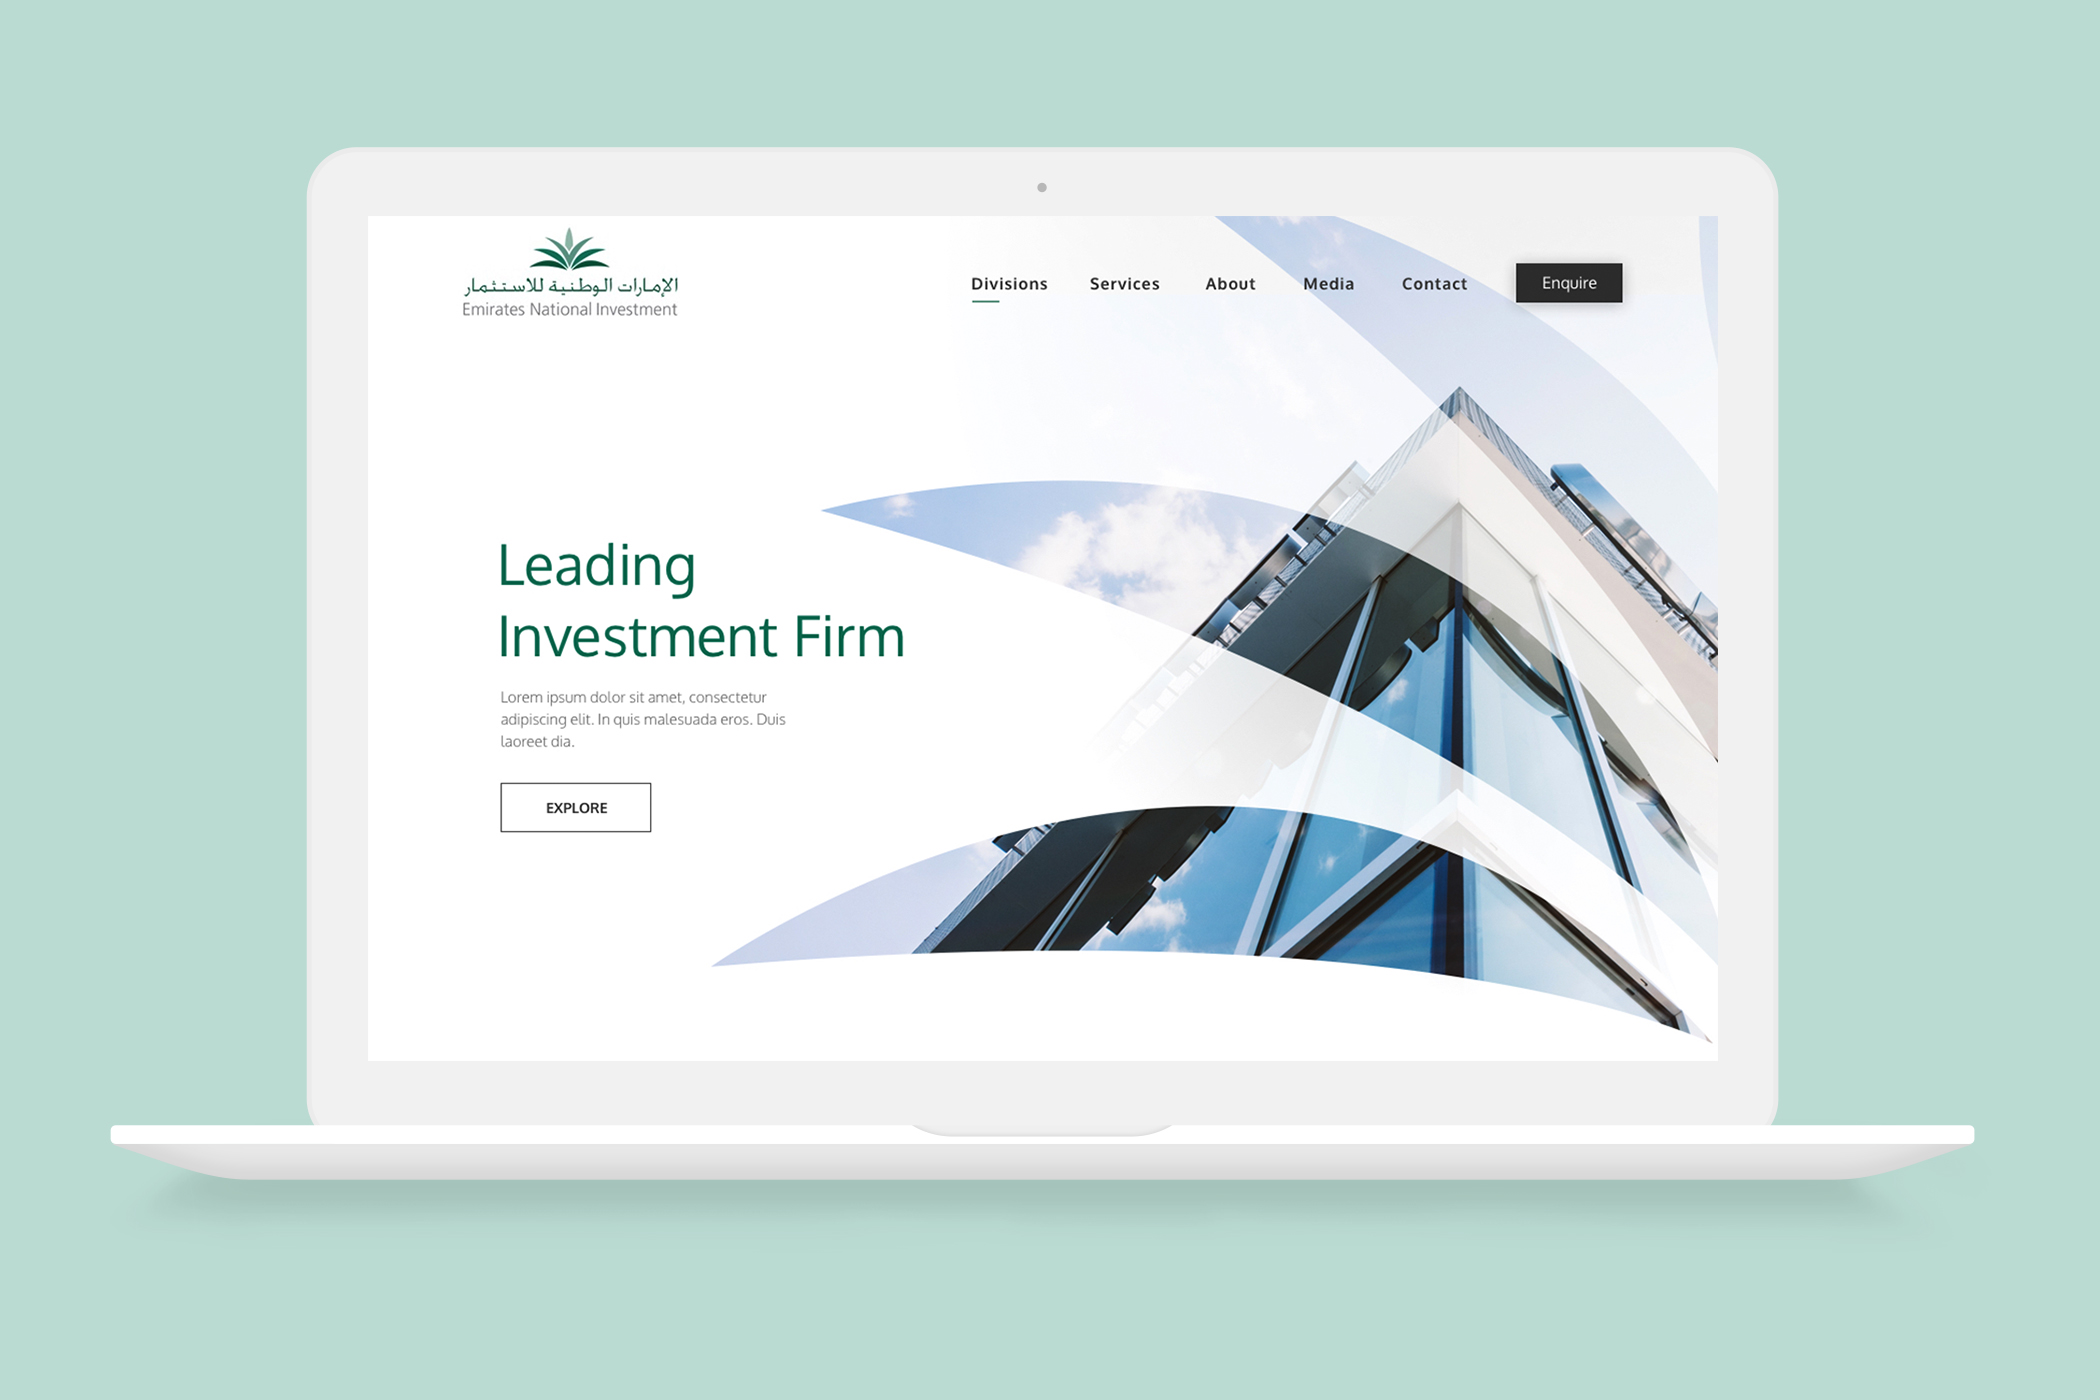 الإمارات الوطنية للاستثمار
Emirates National Investment
Divisions Services About Media Contact Enquire
Leading
Investment Firm
Lorem ipsum dolor sit amet, consectetur
adipiscing elit. In quis malesuada eros. Duis
laoreet dia.
EXPLORE